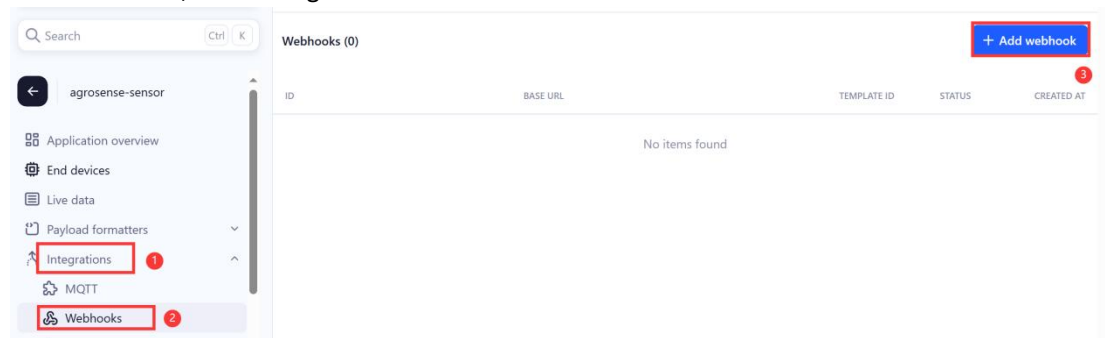 Search
Ctrl K
Webhooks (0)
+ Add webhook
3
agrosense-sensor
ID
BASE URL
TEMPLATE ID
STATUS
CREATED AT
Application overview
No items found
End devices
Live data
Payload formatters
Integrations
1
MQTT
Webhooks
2